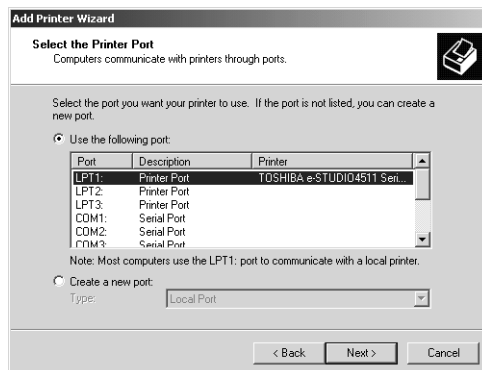 Add Printer Wizard
Select the Printer Port
Computers communicate with printers through ports.
Select the port you want your printer to use. If the port is not listed, you can create a
new port.
Use the following port:
Port Description Printer
LPT1: Printer Port TOSHIBA e-STUDIO4511 Seri...
LPT2: Printer Port
LPT3: Printer Port
COM1: Serial Port
COM2: Serial Port
COM3: Serial Port
Note: Most computers use the LPT1: port to communicate with a local printer.
Create a new port:
Type: Local Port
< Back Next > Cancel